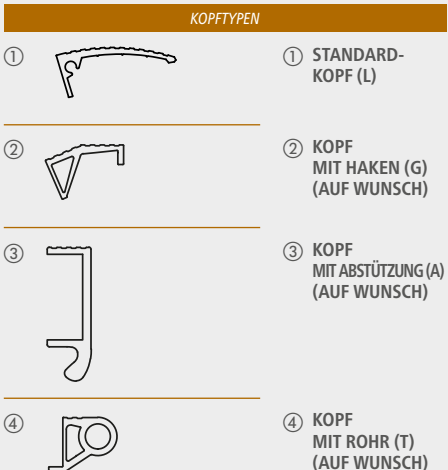 KOPFTYPEN
① ① STANDARD-
KOPF (L)
② ② KOPF
MIT HAKEN (G)
(AUF WUNSCH)
③ ③ KOPF
MIT ABSTÜTZUNG (A)
(AUF WUNSCH)
④ ④ KOPF
MIT ROHR (T)
(AUF WUNSCH)